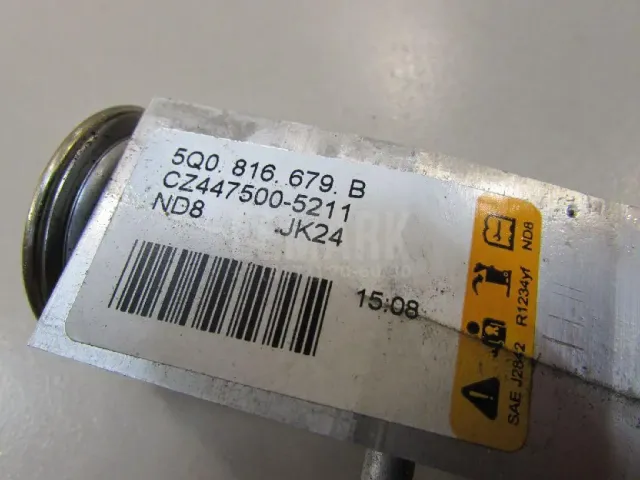 5Q0. 816. 679. B
CZ447500-5211
ND8 JK24
15:08
SAE J2842 R1234yf ND8